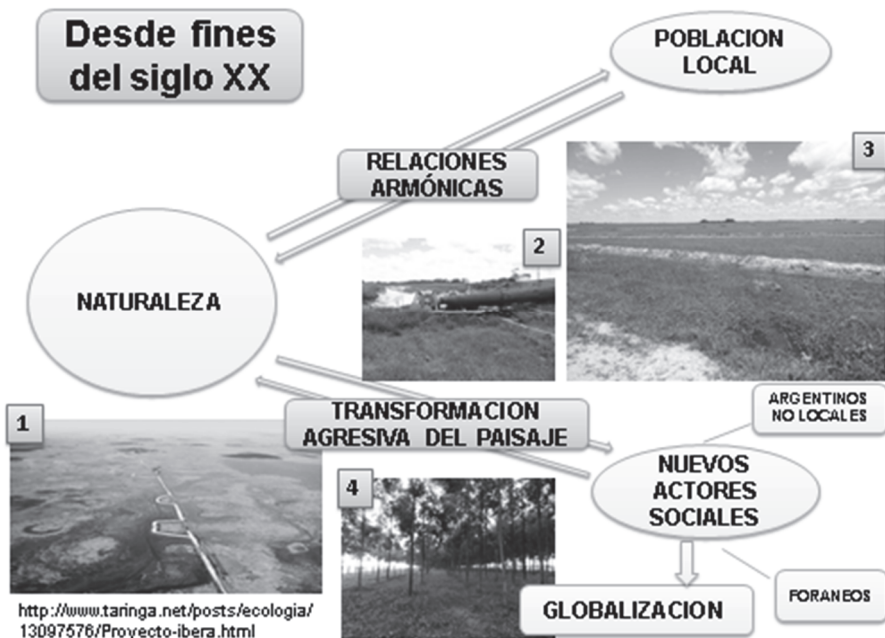 Desde fines
del siglo XX
POBLACION
LOCAL
RELACIONES
ARMÓNICAS
3
2
NATURALEZA
ARGENTINOS
NO LOCALES
1
TRANSFORMACION
AGRESIVA DEL PAISAJE
NUEVOS
ACTORES
SOCIALES
4
FORANEOS
GLOBALIZACION
http://www.taringa.net/posts/ecologia/
13097576/Proyecto-ibera.html